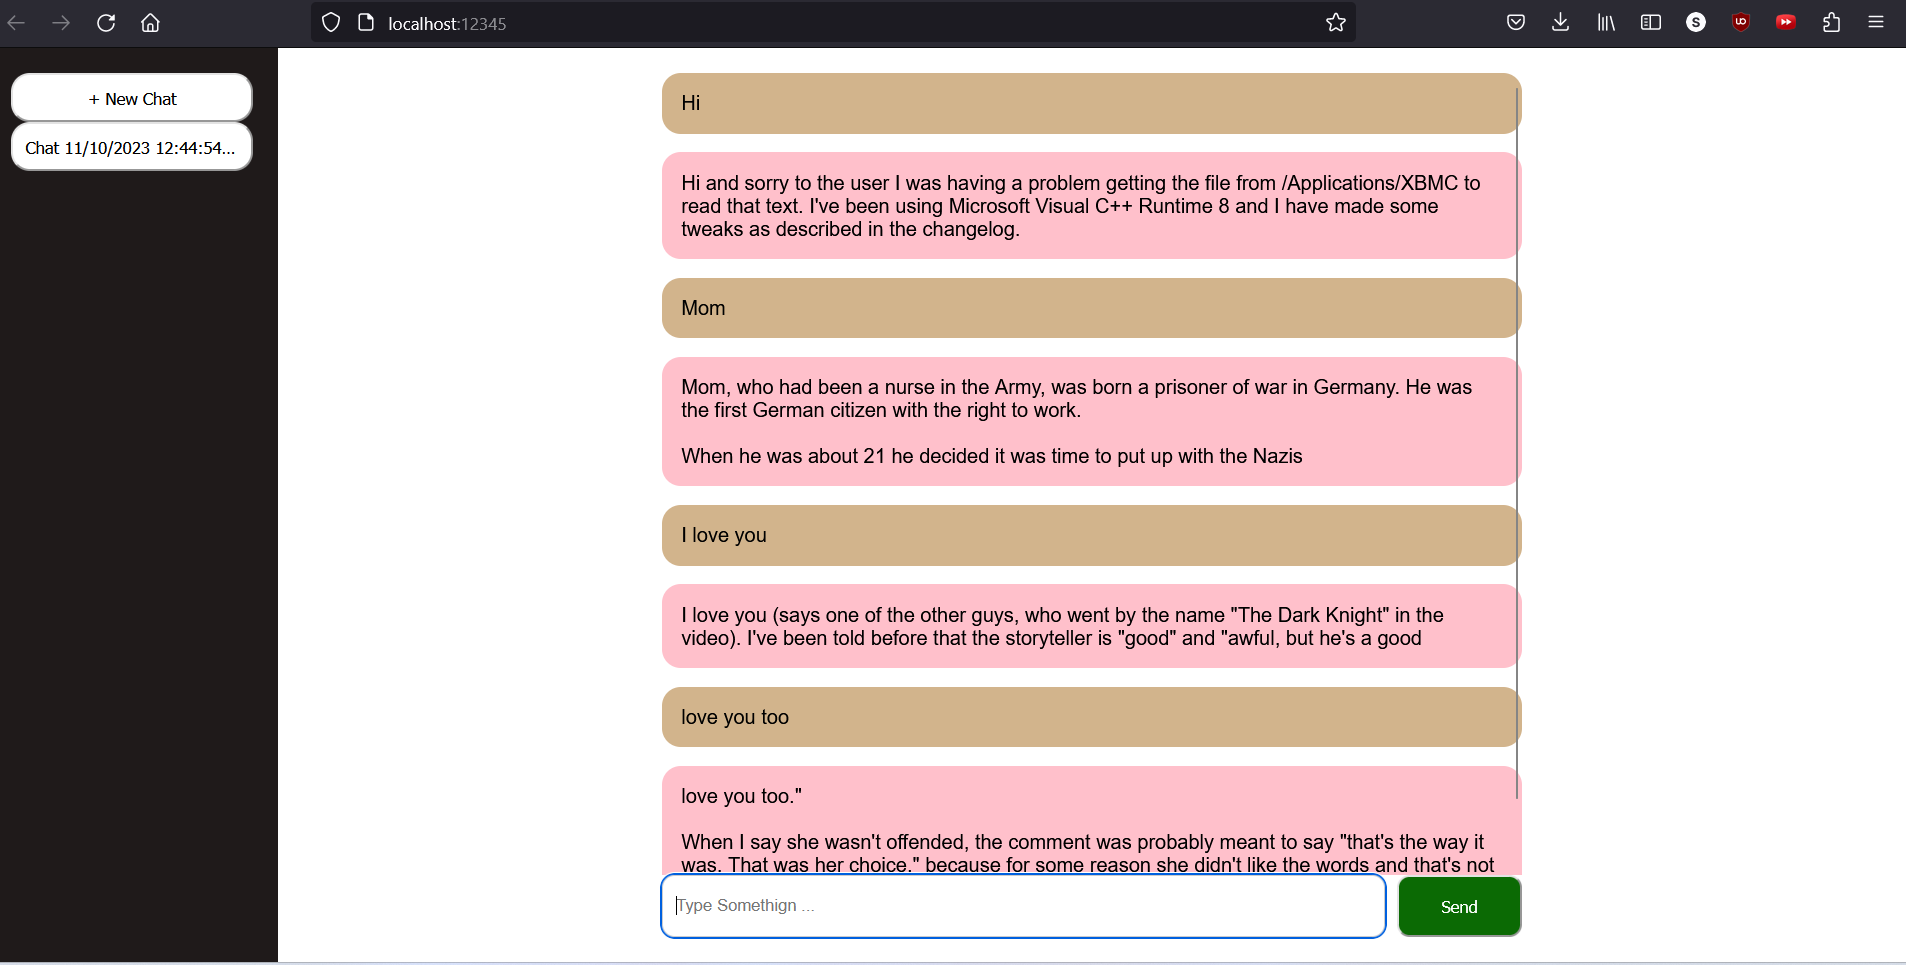 localhost:12345
+ New Chat
Chat 11/10/2023 12:44:54...
Hi
Hi and sorry to the user I was having a problem getting the file from /Applications/XBMC to
read that text. I've been using Microsoft Visual C++ Runtime 8 and I have made some
tweaks as described in the changelog.
Mom
Mom, who had been a nurse in the Army, was born a prisoner of war in Germany. He was
the first German citizen with the right to work.
When he was about 21 he decided it was time to put up with the Nazis
I love you
I love you (says one of the other guys, who went by the name "The Dark Knight" in the
video). I've been told before that the storyteller is "good" and "awful, but he's a good
love you too
love you too."
When I say she wasn't offended, the comment was probably meant to say "that's the way it
was. That was her choice." because for some reason she didn't like the words and that's not
Type Somethign ...
Send